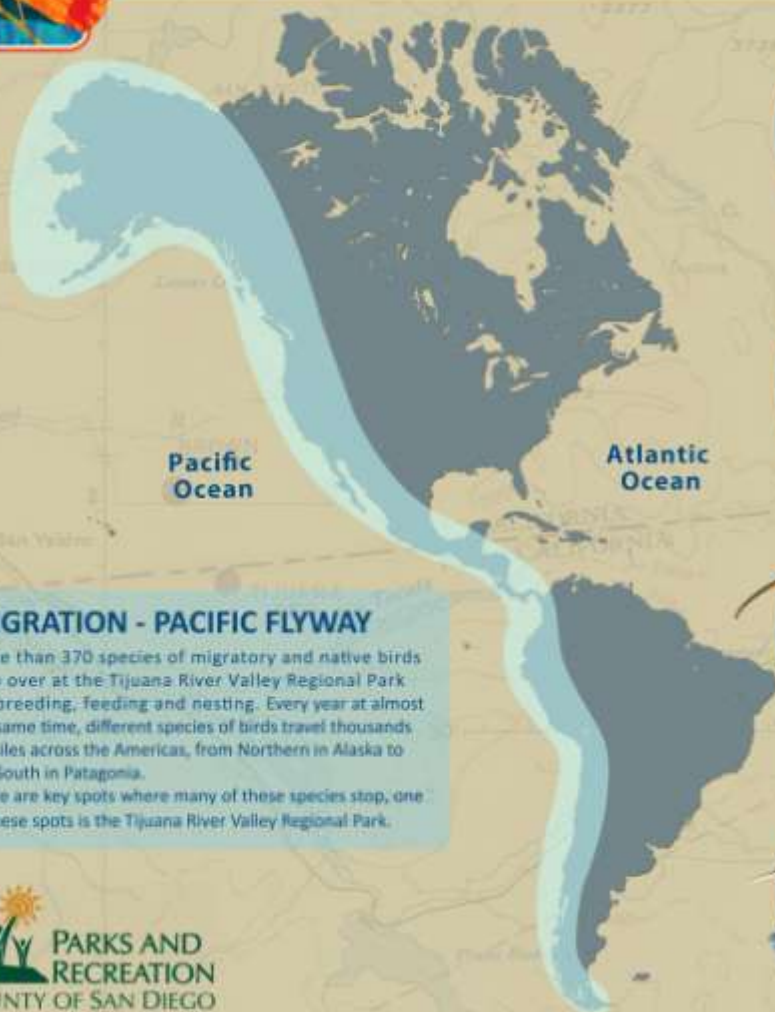 Pacific
Ocean
Atlantic
Ocean
GRATION - PACIFIC FLYWAY
e than 370 species of migratory and native birds
over at the Tijuana River Valley Regional Park
breeding, feeding and nesting. Every year at almost
same time, different species of birds travel thousands
iles across the Americas, from Northern in Alaska to
South in Patagonia.
e are key spots where many of these species stop, one
ese spots is the Tijuana River Valley Regional Park.
PARKS AND
RECREATION
UNTY OF SAN DIEGO